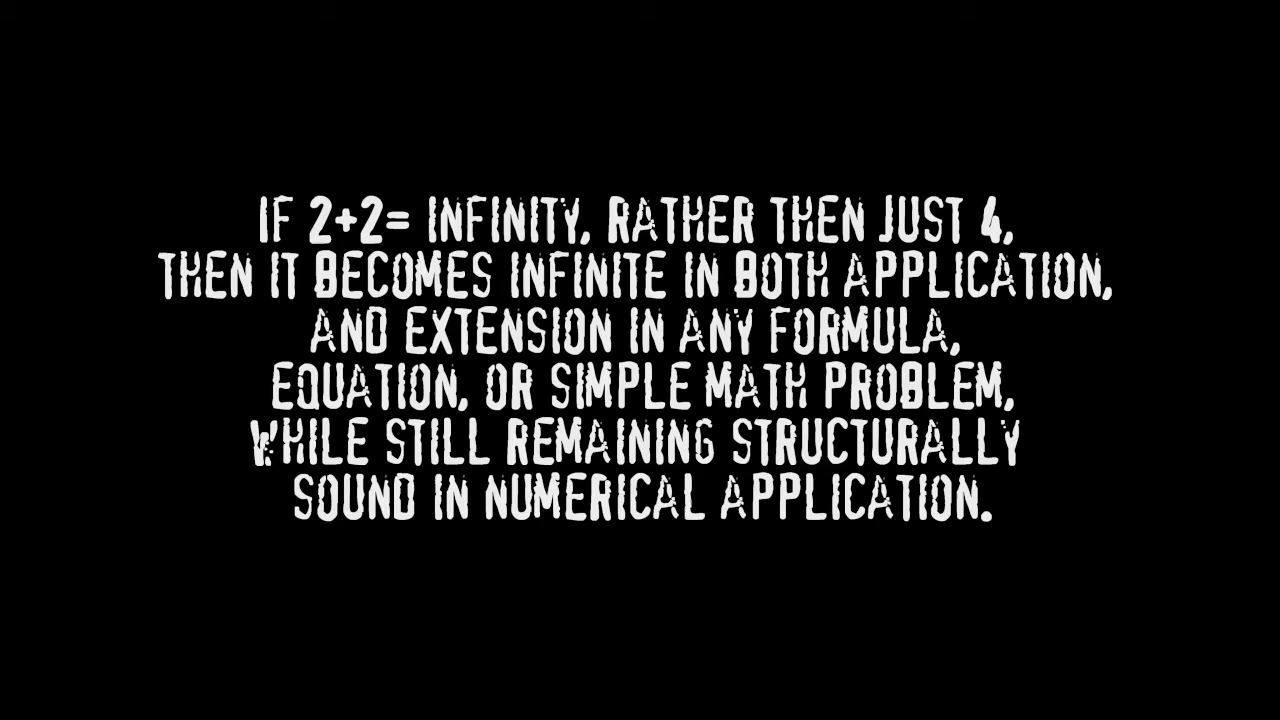 IF 2+2= INFINITY, RATHER THEN JUST 4,
THEN IT BECOMES INFINITE IN BOTH APPLICATION,
AND EXTENSION IN ANY FORMULA,
EQUATION, OR SIMPLE MATH PROBLEM,
WHILE STILL REMAINING STRUCTURALLY
SOUND IN NUMERICAL APPLICATION.